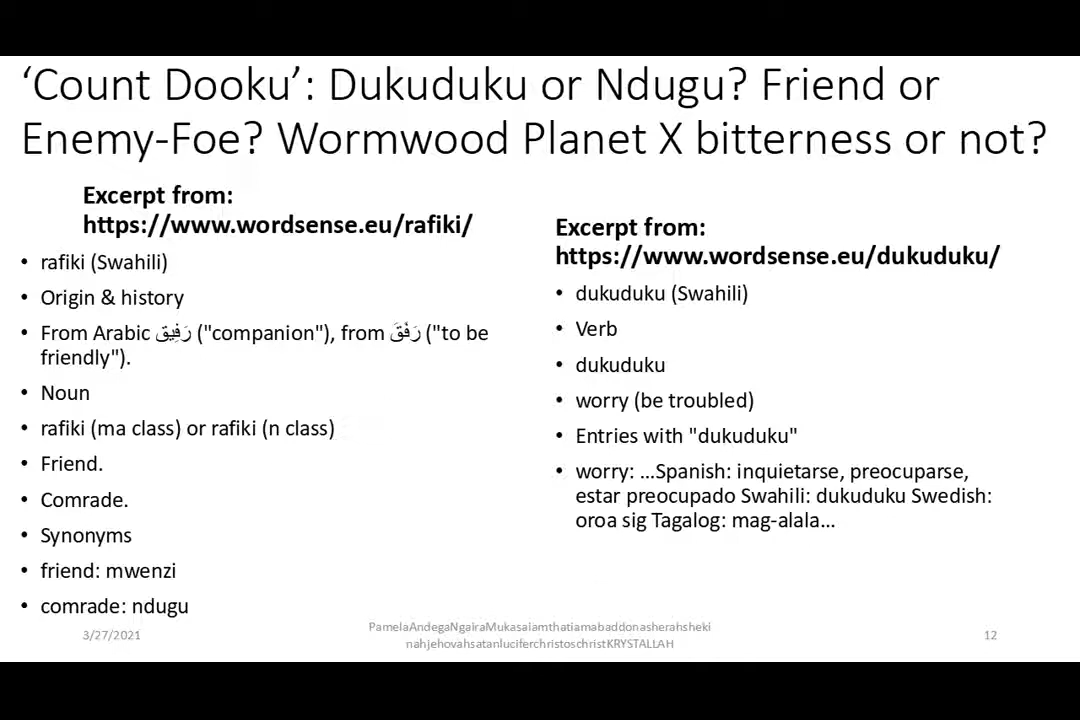 ‘Count Dooku’: Dukuduku or Ndugu? Friend or
Enemy-Foe? Wormwood Planet X bitterness or not?
Excerpt from:
https://www.wordsense.eu/rafiki/
• rafiki (Swahili)
• Origin & history
• From Arabic رَفِيق ("companion"), from رَفَقَ ("to be
friendly").
• Noun
• rafiki (ma class) or rafiki (n class)
• Friend.
• Comrade.
• Synonyms
• friend: mwenzi
• comrade: ndugu
Excerpt from:
https://www.wordsense.eu/dukuduku/
• dukuduku (Swahili)
• Verb
• dukuduku
• worry (be troubled)
• Entries with "dukuduku"
• worry: …Spanish: inquietarse, preocuparse,
estar preocupado Swahili: dukuduku Swedish:
oroa sig Tagalog: mag-alala…
3/27/2021
PamelaAndegaNgairaMukasaiamthatiamabaddonasherahsheki
nahjehovahsatanluciferchristoschristKRYSTALLAH
12